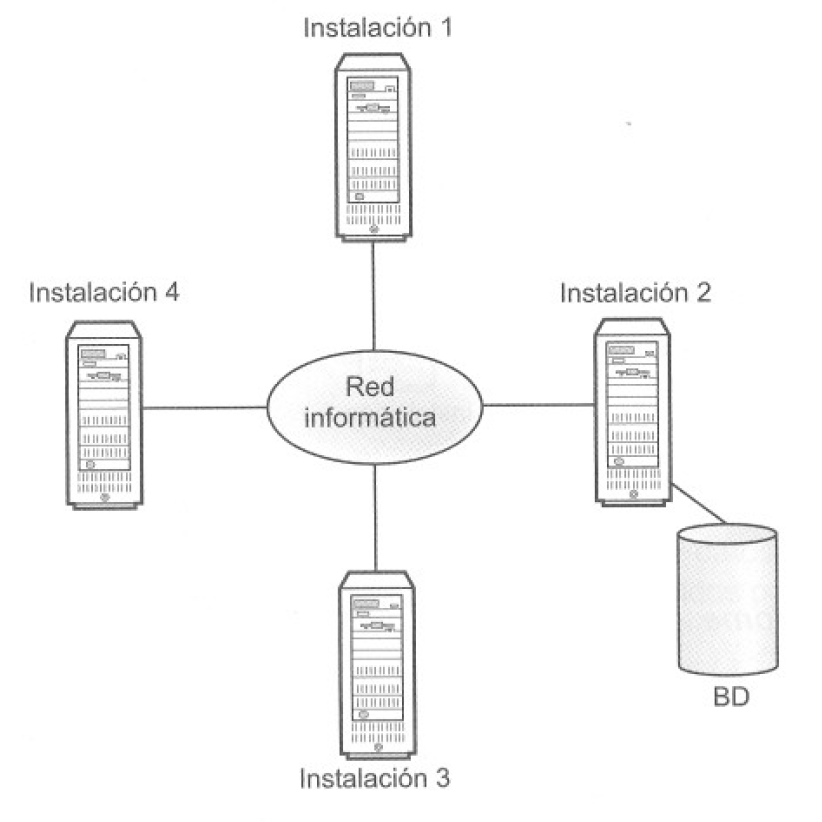 Instalación 1
Instalación 4
Instalación 2
Red
informática
BD
Instalación 3